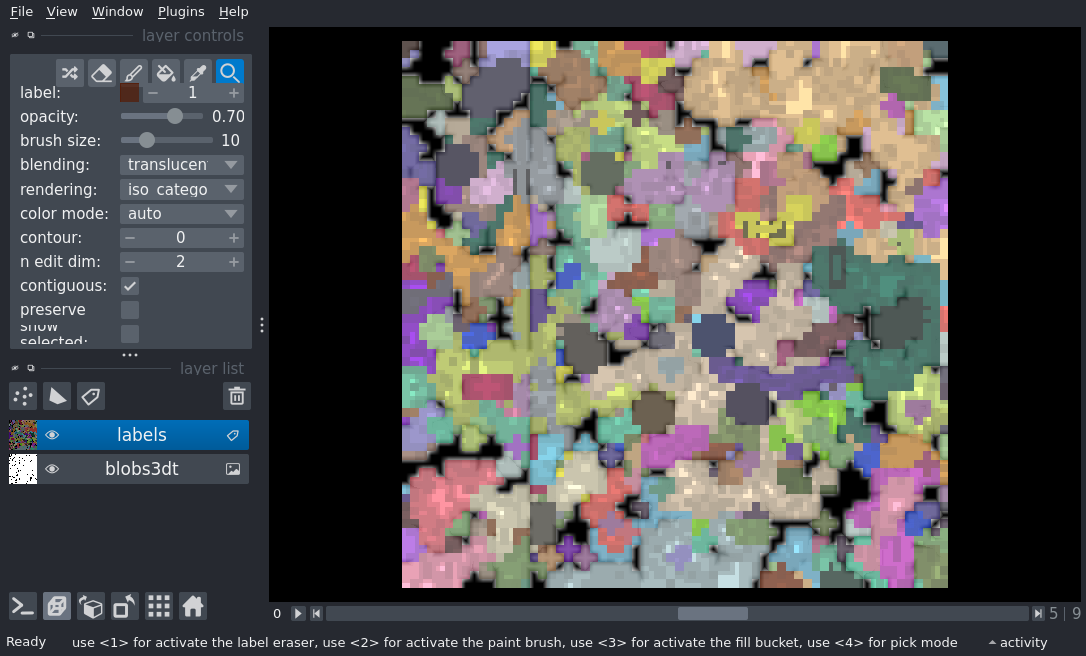 File View Window Plugins Help
layer controls
label: 1
opacity: 0.70
brush size: 10
blending: translucen
rendering: iso_catego
color mode: auto
contour: 0
n edit dim: 2
contiguous:
preserve
show
selected:
layer list
labels
blobs3dt
0 5 | 9
Ready use <1> for activate the label eraser, use <2> for activate the paint brush, use <3> for activate the fill bucket, use <4> for pick mode activity